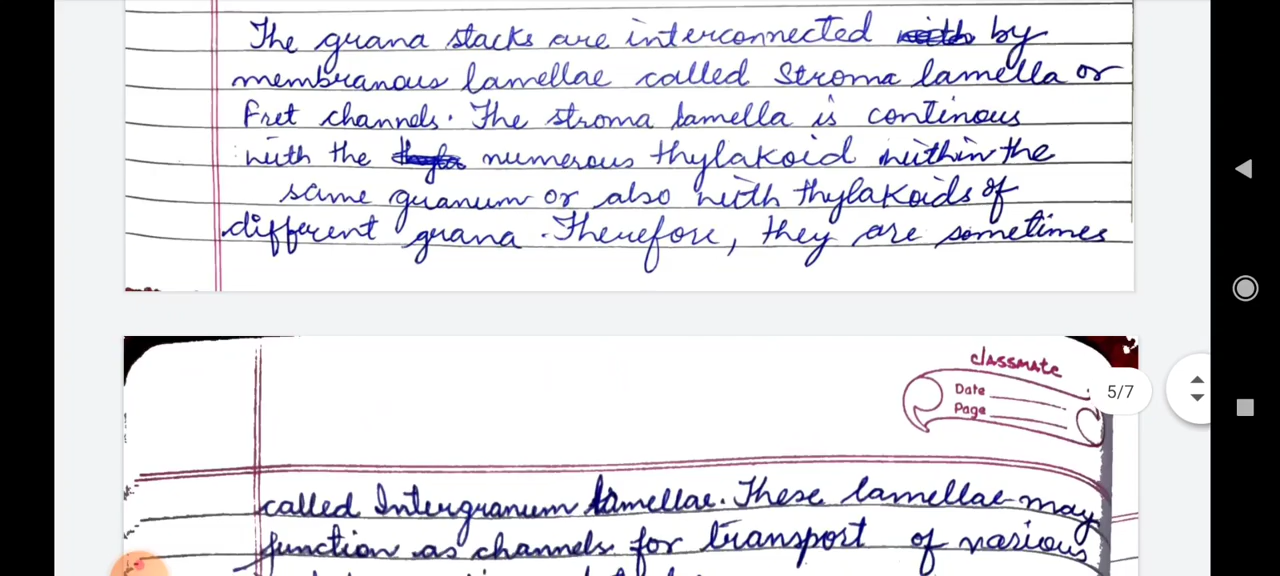 The grana stacks are interconnected with by
membranous lamellae called Stroma lamella or
Fret channels. The stroma lamella is continous
with the thyla numerous thylakoid within the
same granum or also with thylakoids of
different grana. Therefore, they are sometimes
classmate
Date
5/7
Page
called Intergranum lamellae. These lamellae may
function as channels for transport of various